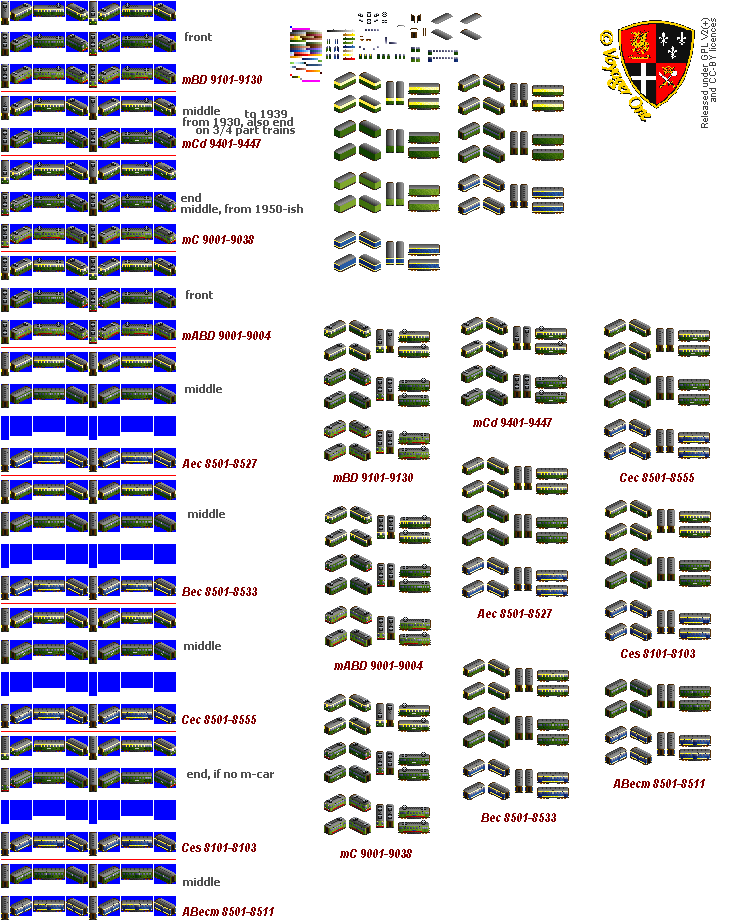 front
mBD 9101-9130
middle to 1939
from 1930, also end
on 3/4 part trains
mCd 9401-9447
end
middle, from 1950-ish
mC 9001-9038
front
mABD 9001-9004
middle
Aec 8501-8527
middle
Bec 8501-8533
middle
Cec 8501-8555
end, if no m-car
Ces 8101-8103
middle
ABecm 8501-8511
mBD 9101-9130
mABD 9001-9004
mC 9001-9038
mCd 9401-9447
Aec 8501-8527
Bec 8501-8533
Cec 8501-8555
Ces 8101-8103
ABecm 8501-8511
© Voyager One
Released under GPL v2(+)
and CC-BY licences